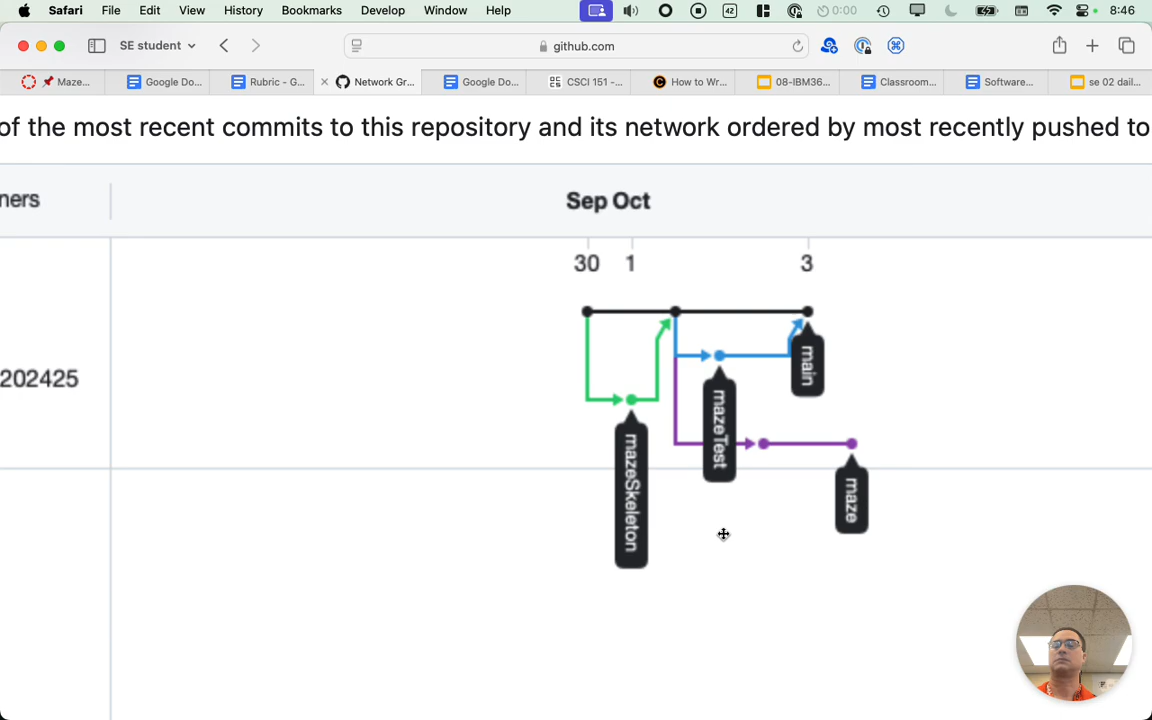 Safari File Edit View History Bookmarks Develop Window Help 42 0:00 8:46
SE student github.com
Maze... Google Do... Rubric - G... Network Gr... Google Do... CSCI 151 -... How to Wr... 08-IBM36... Classroom... Software... se 02 dail...
of the most recent commits to this repository and its network ordered by most recently pushed to
ners Sep Oct
30 1 3
main
202425
mazeTest
mazeSkeleton
maze